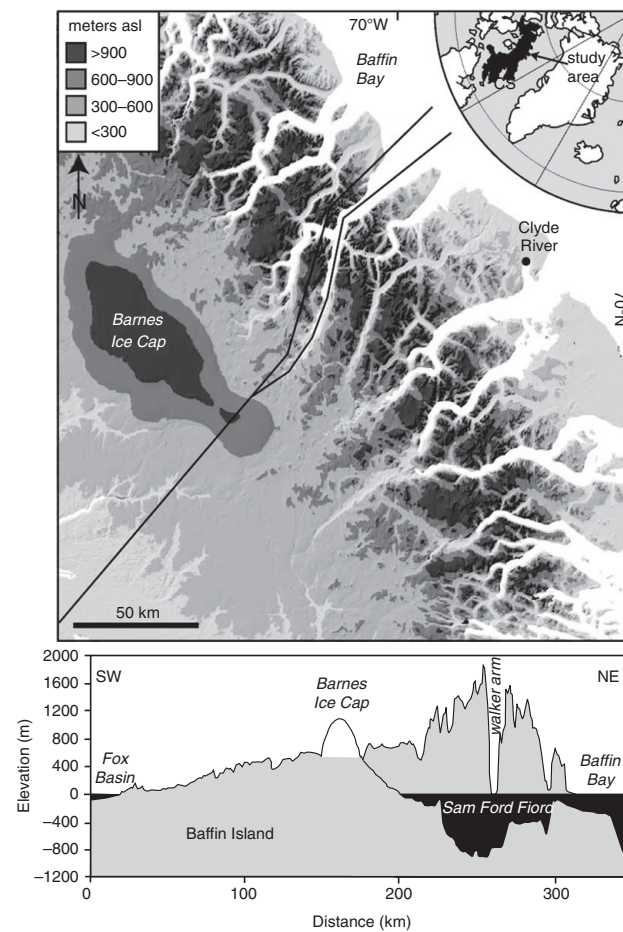 meters asl
>900
600–900
300–600
<300
N
70°W
Baffin
Bay
study
area
CS
Clyde
River
70°N
Barnes
Ice Cap
50 km
2000
1600
1200
800
400
0
−400
−800
−1200
Elevation (m)
SW
NE
Fox
Basin
Barnes
Ice Cap
walker arm
Baffin
Bay
Sam Ford Fiord
Baffin Island
0
100
200
300
Distance (km)